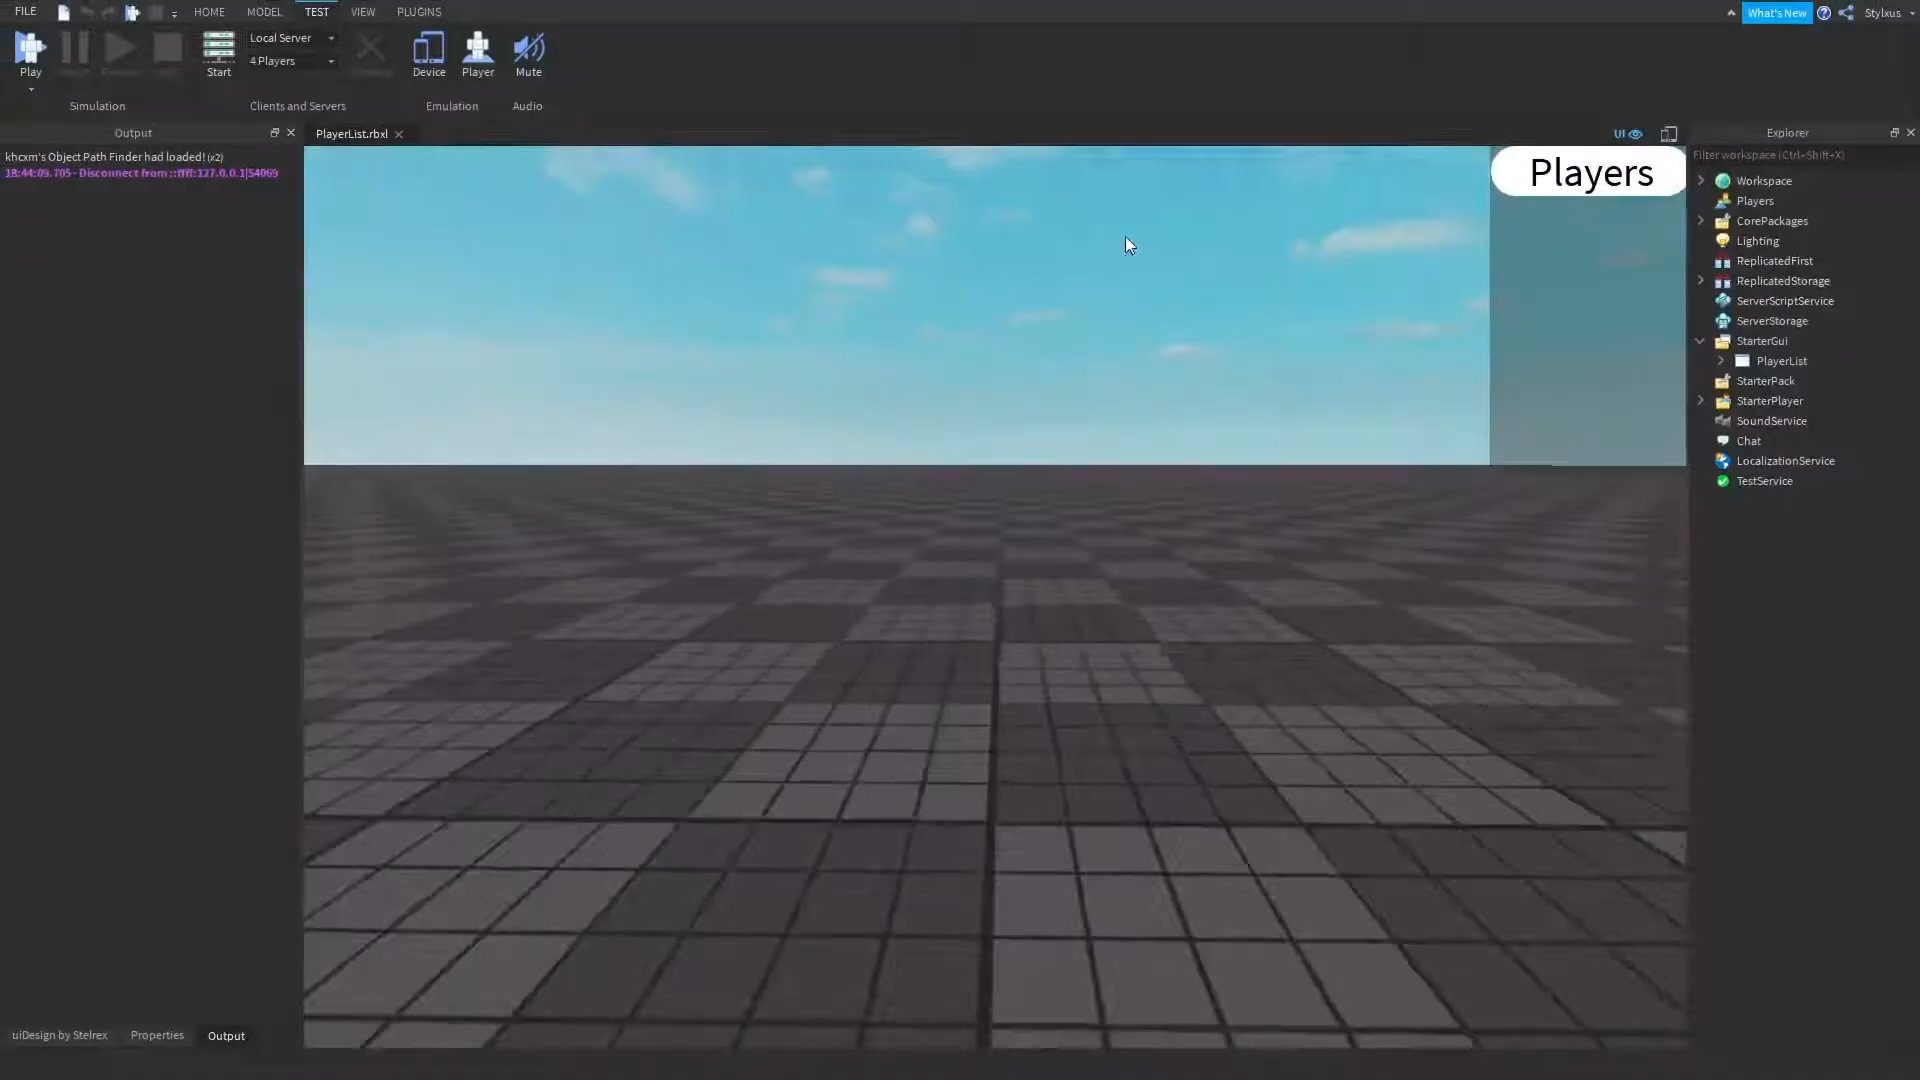 FILE
HOME
MODEL
TEST
VIEW
PLUGINS
What's New
Stylxus
Play
Start
Local Server
4 Players
Device
Player
Mute
Simulation
Clients and Servers
Emulation
Audio
Output
PlayerList.rbxl
UI
Explorer
khcxm's Object Path Finder had loaded! (x2)
18:44:09.705 - Disconnect from ::ffff:127.0.0.1|54069
Players
Filter workspace (Ctrl+Shift+X)
Workspace
Players
CorePackages
Lighting
ReplicatedFirst
ReplicatedStorage
ServerScriptService
ServerStorage
StarterGui
PlayerList
StarterPack
StarterPlayer
SoundService
Chat
LocalizationService
TestService
uiDesign by Stelrex
Properties
Output